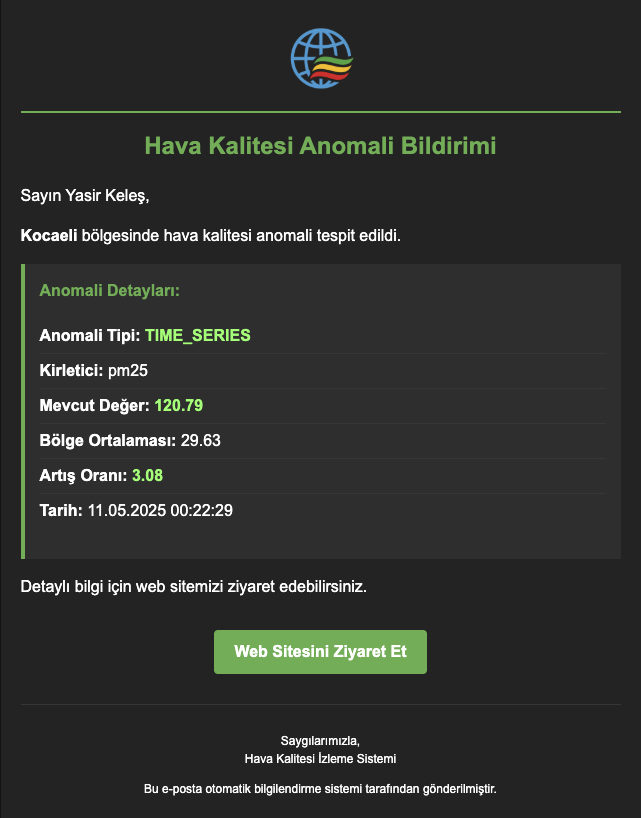 Hava Kalitesi Anomali Bildirimi
Sayın Yasir Keleş,
Kocaeli bölgesinde hava kalitesi anomali tespit edildi.
Anomali Detayları:
Anomali Tipi: TIME_SERIES
Kirletici: pm25
Mevcut Değer: 120.79
Bölge Ortalaması: 29.63
Artış Oranı: 3.08
Tarih: 11.05.2025 00:22:29
Detaylı bilgi için web sitemizi ziyaret edebilirsiniz.
Web Sitesini Ziyaret Et
Saygılarımızla,
Hava Kalitesi İzleme Sistemi
Bu e-posta otomatik bilgilendirme sistemi tarafından gönderilmiştir.